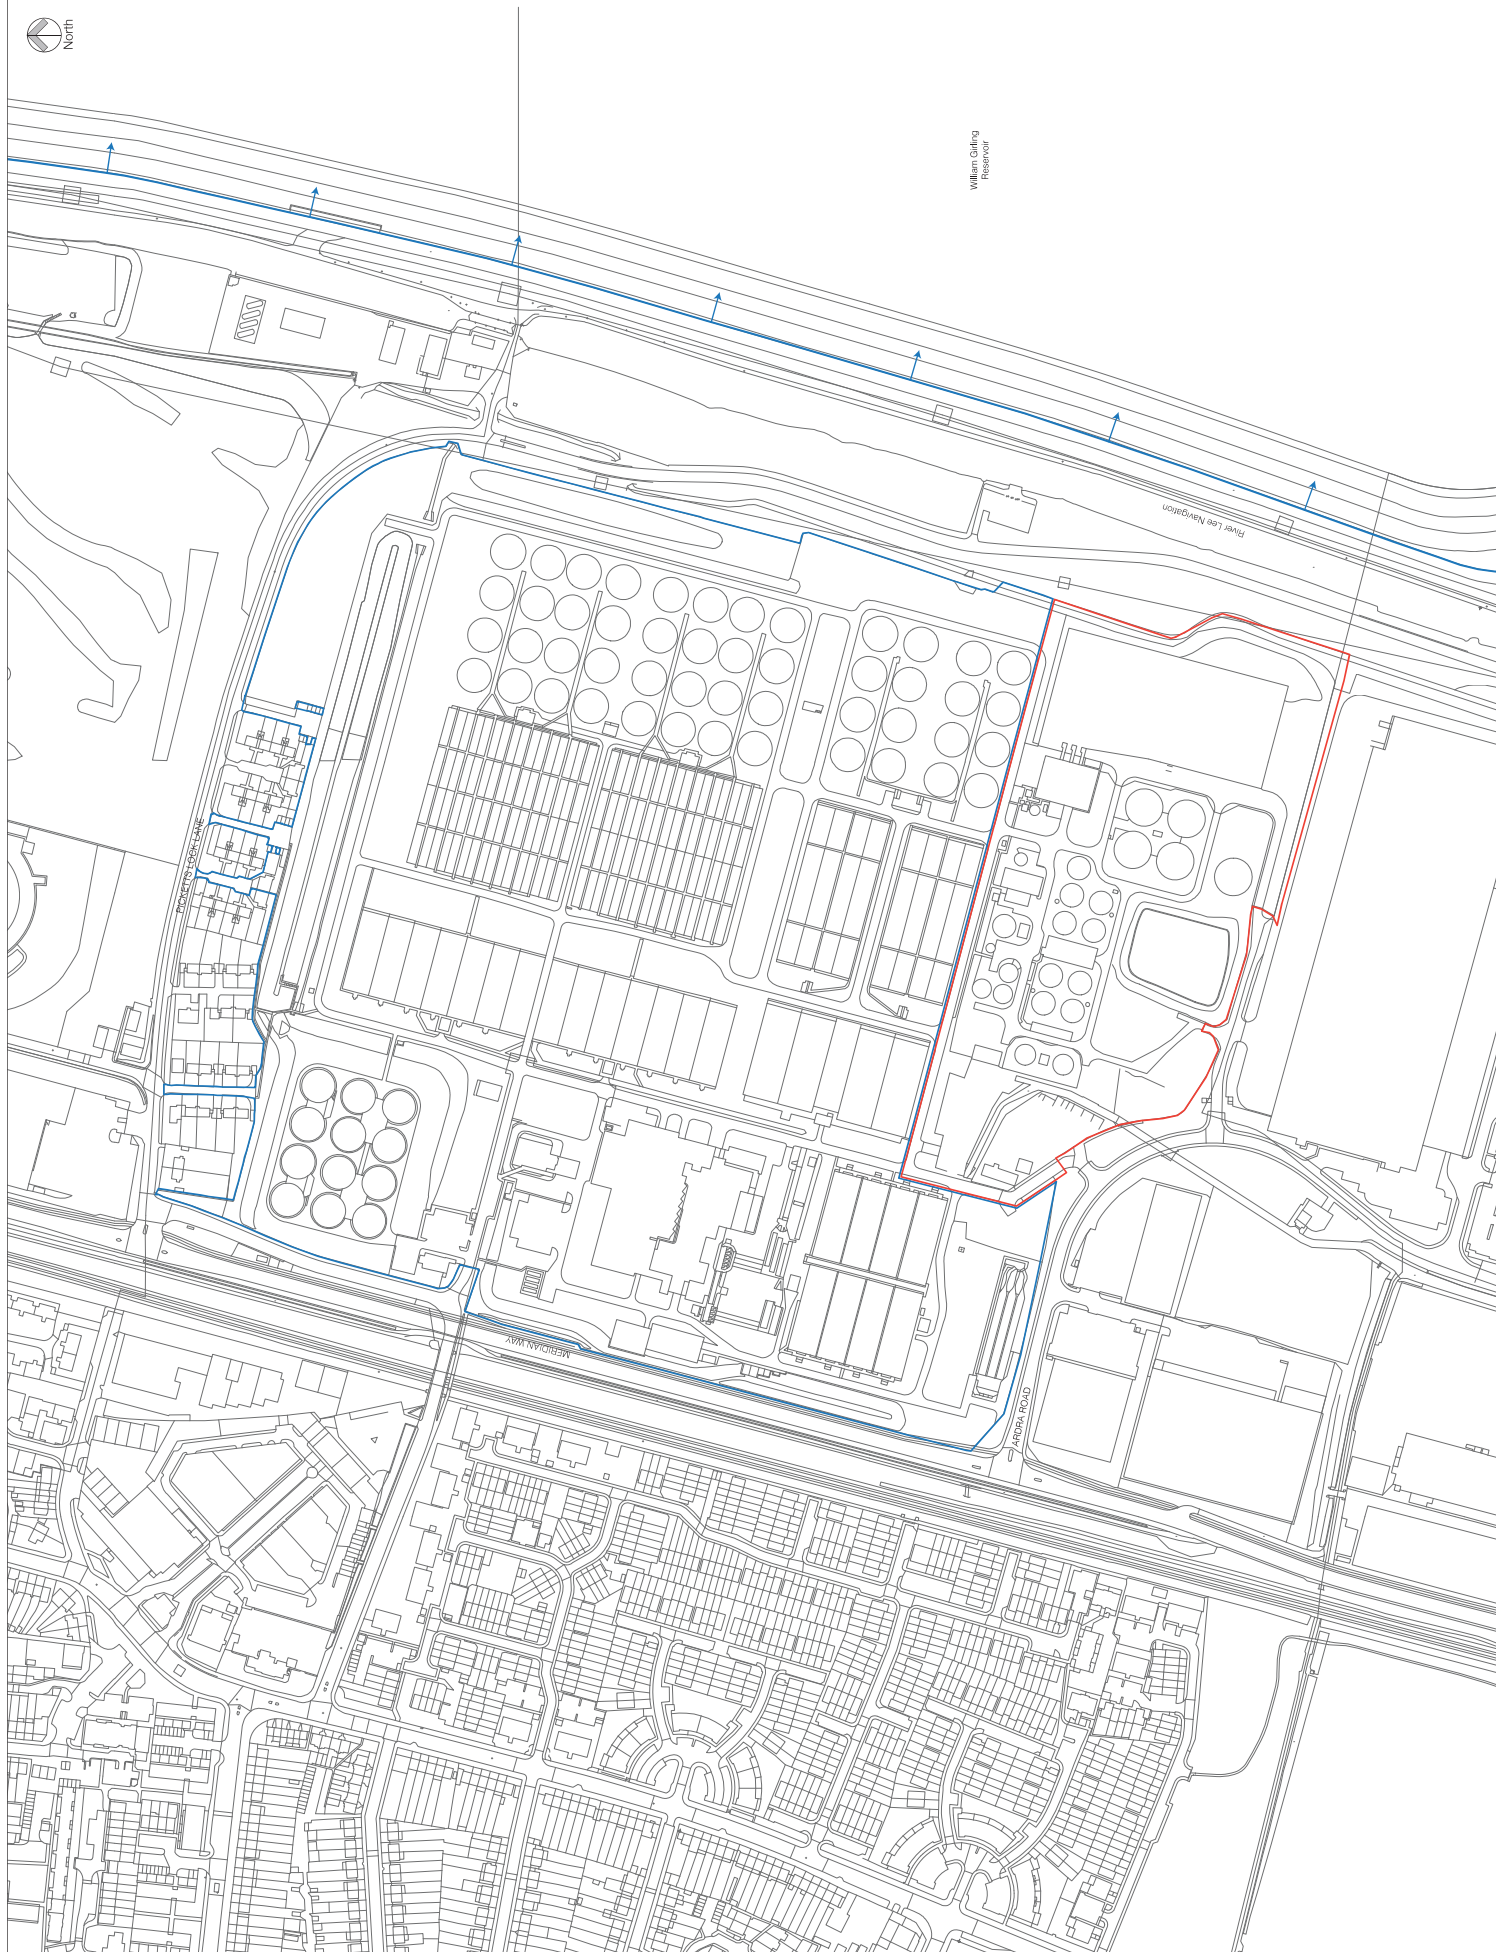 North
William Girling
Reservoir
River Lee Navigation
PICKETTS LOCK LANE
MERIDIAN WAY
ARDRA ROAD